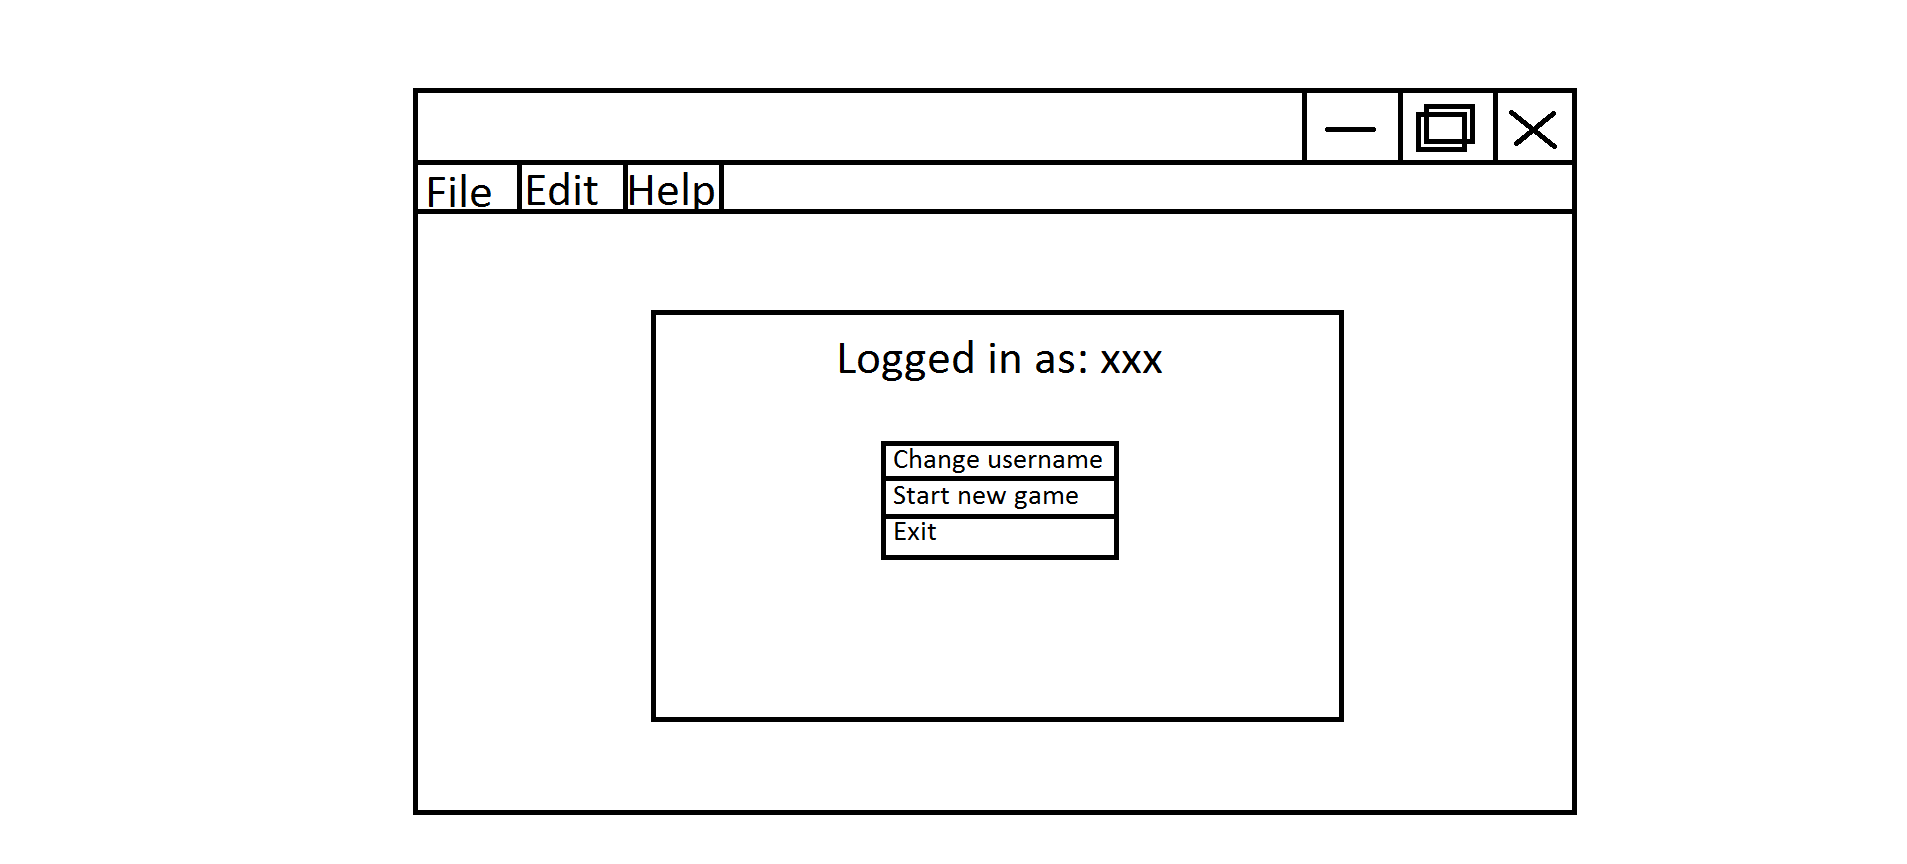 File Edit Help
Logged in as: xxx
Change username
Start new game
Exit